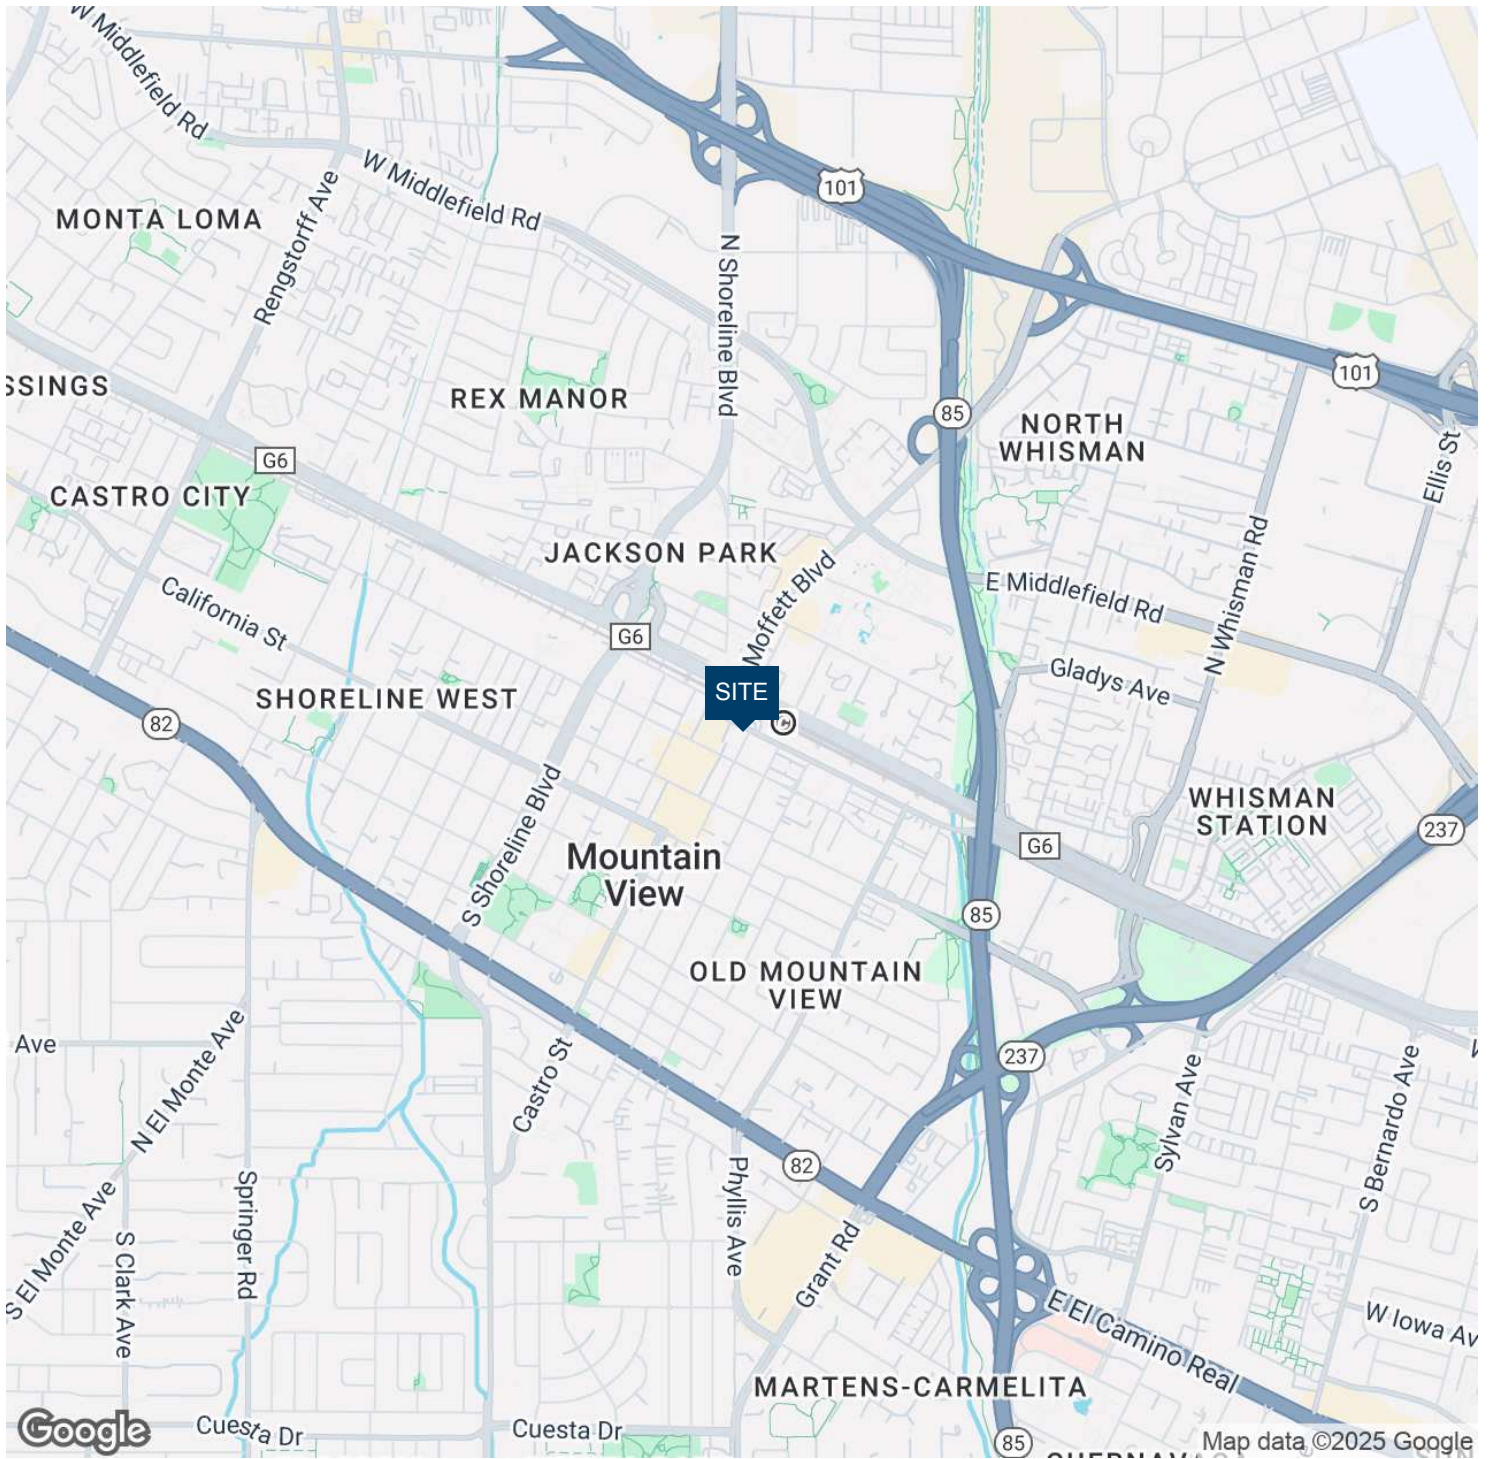 W Middlefield Rd
W Middlefield Rd
101
MONTA LOMA
Rengstorff Ave
N Shoreline Blvd
101
SSINGS
REX MANOR
85
NORTH
WHISMAN
Ellis St
G6
CASTRO CITY
JACKSON PARK
Moffett Blvd
E Middlefield Rd
N Whisman Rd
California St
G6
Gladys Ave
SITE
SHORELINE WEST
82
S Shoreline Blvd
WHISMAN
STATION
237
G6
Mountain
View
85
OLD MOUNTAIN
VIEW
Ave
N El Monte Ave
Castro St
237
Sylvan Ave
S Bernardo Ave
82
Phyllis Ave
Springer Rd
S El Monte Ave
S Clark Ave
Grant Rd
E El Camino Real
W Iowa Av
MARTENS-CARMELITA
Google
Cuesta Dr
Cuesta Dr
85
Map data ©2025 Google